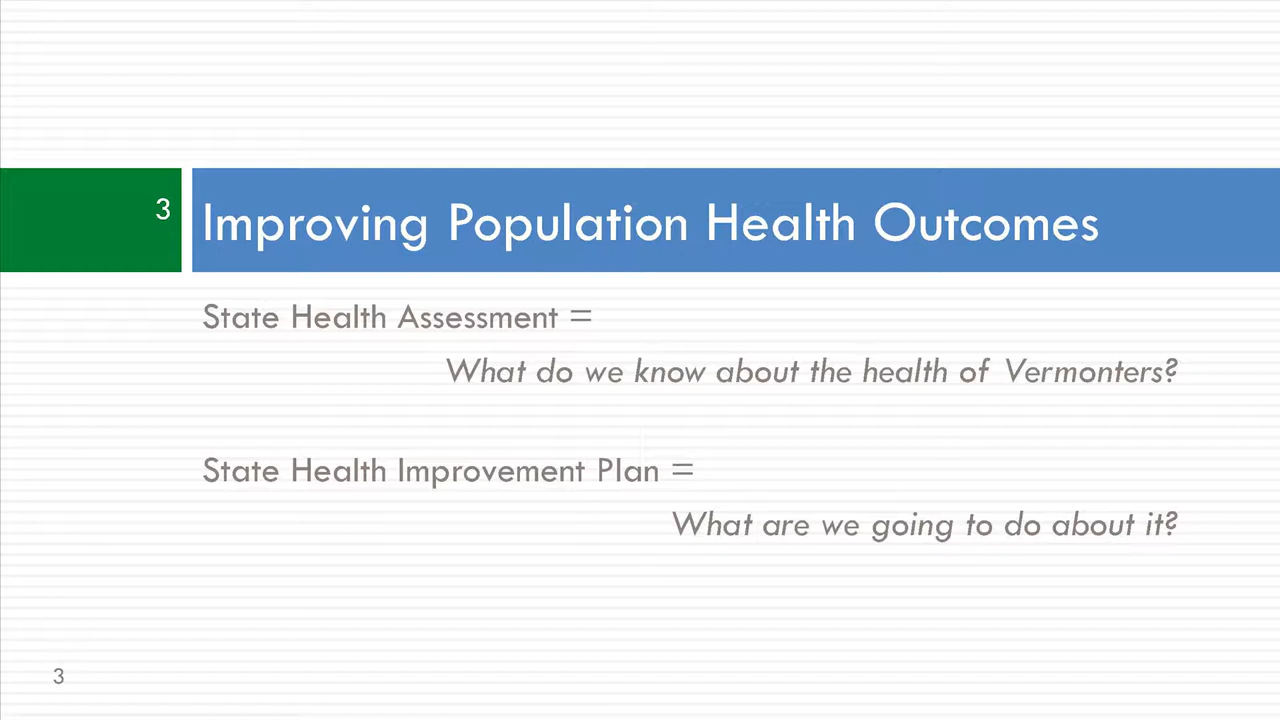 3
Improving Population Health Outcomes
State Health Assessment =
What do we know about the health of Vermonters?
State Health Improvement Plan =
What are we going to do about it?
3